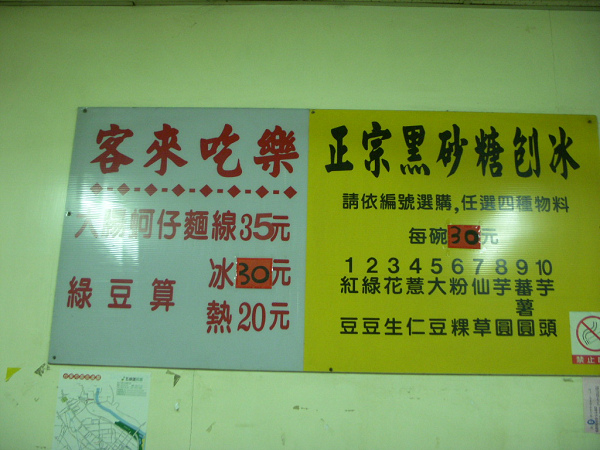 客來吃樂
大腸蚵仔麵線35元
綠豆算
冰30元
熱20元
正宗黑砂糖刨冰
請依編號選購,任選四種物料
每碗30元
1 2 3 4 5 6 7 8 9 10
紅綠花薏大粉仙芋蕃芋
薯
豆豆生仁豆粿草圓圓頭